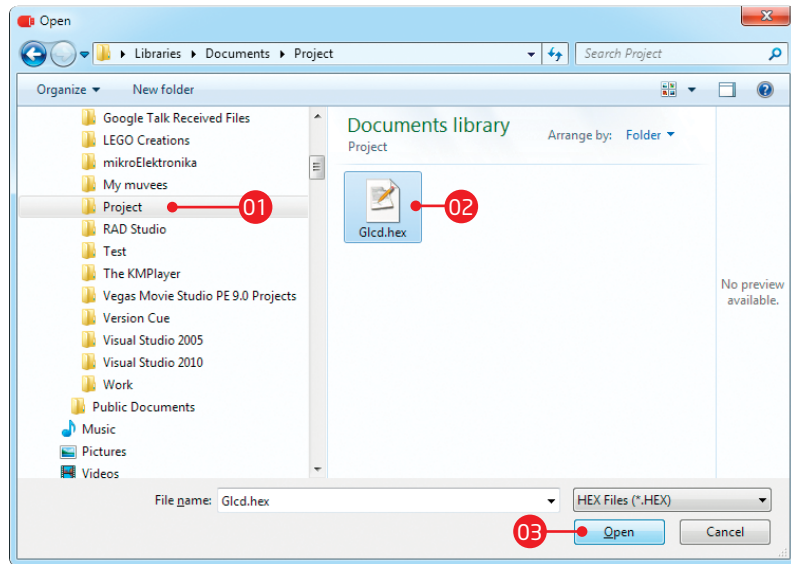 Open
Libraries Documents Project
Search Project
Organize New folder
Google Talk Received Files
LEGO Creations
mikroElektronika
My muvees
Project 01
RAD Studio
Test
The KMPlayer
Vegas Movie Studio PE 9.0 Projects
Version Cue
Visual Studio 2005
Visual Studio 2010
Work
Public Documents
Music
Pictures
Videos
Documents library
Project
Arrange by: Folder
Glcd.hex
02
No preview
available.
File name: Glcd.hex
HEX Files (*.HEX)
03
Open
Cancel